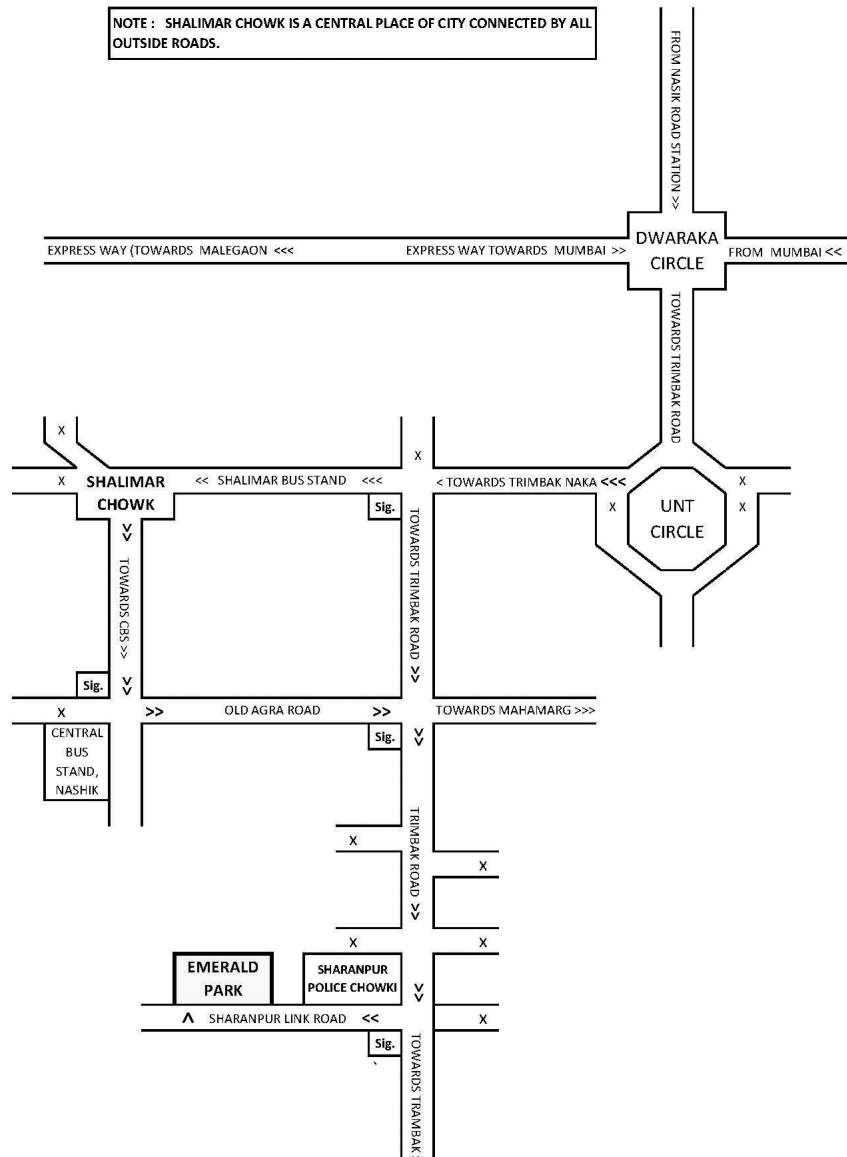 NOTE : SHALIMAR CHOWK IS A CENTRAL PLACE OF CITY CONNECTED BY ALL
OUTSIDE ROADS.
FROM NASIK ROAD STATION >>
EXPRESS WAY (TOWARDS MALEGAON <<<
EXPRESS WAY TOWARDS MUMBAI >>
DWARAKA
CIRCLE
FROM MUMBAI <<
TOWARDS TRIMBAK ROAD
X
X
X
SHALIMAR
CHOWK
<< SHALIMAR BUS STAND <<<
< TOWARDS TRIMBAK NAKA <<<
X
X
X
UNT
CIRCLE
Sig.
>>
TOWARDS CBS >>
>>
TOWARDS TRIMBAK ROAD >>
Sig.
X
>> OLD AGRA ROAD >>
TOWARDS MAHAMARG >>>
CENTRAL
BUS
STAND,
NASHIK
Sig.
>>
TRIMBAK ROAD >>
X
X
X
X
EMERALD
PARK
SHARANPUR
POLICE CHOWKI
>>
^ SHARANPUR LINK ROAD <<
X
Sig.
TOWARDS TRAMBAK >